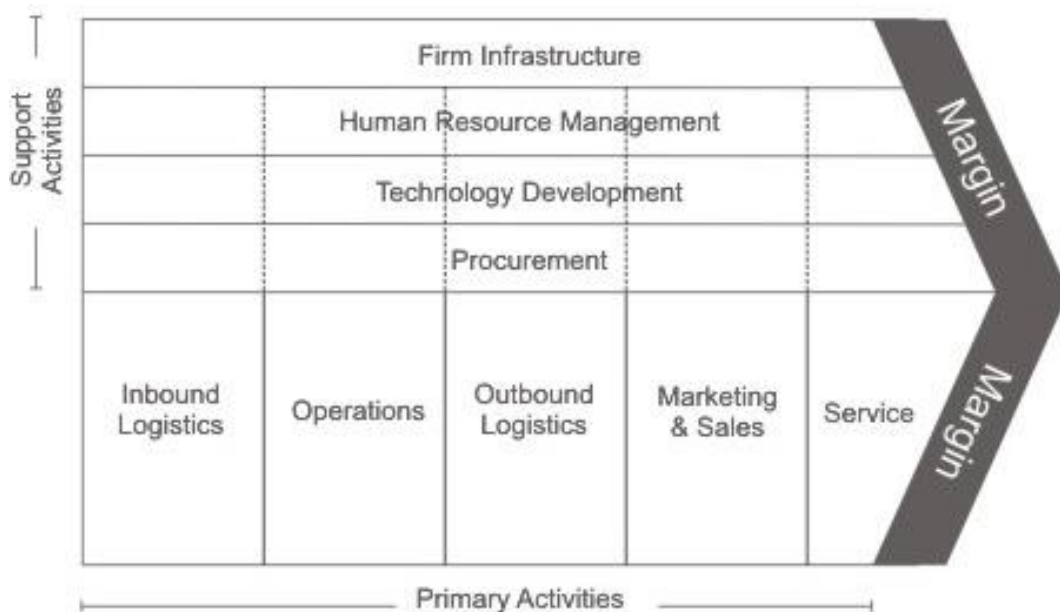 Support
Activities
Firm Infrastructure
Human Resource Management
Technology Development
Procurement
Inbound
Logistics
Operations
Outbound
Logistics
Marketing
& Sales
Service
Margin
Margin
Primary Activities